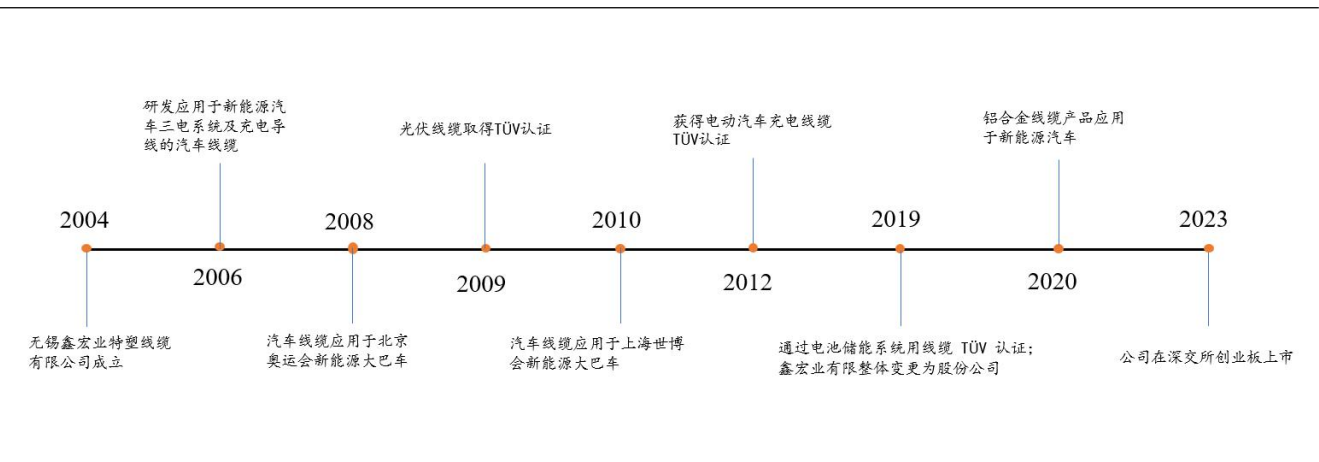 研发应用于新能源汽
车三电系统及充电导
线的汽车线缆
光伏线缆取得TÜV认证
获得电动汽车充电线缆
TÜV认证
铝合金线缆产品应用
于新能源汽车
2004
2008
2010
2019
2023
2006
2009
2012
2020
无锡鑫宏业特塑线缆
有限公司成立
汽车线缆应用于北京
奥运会新能源大巴车
汽车线缆应用于上海世博
会新能源大巴车
通过电池储能系统用线缆 TÜV 认证;
鑫宏业有限整体变更为股份公司
公司在深交所创业板上市